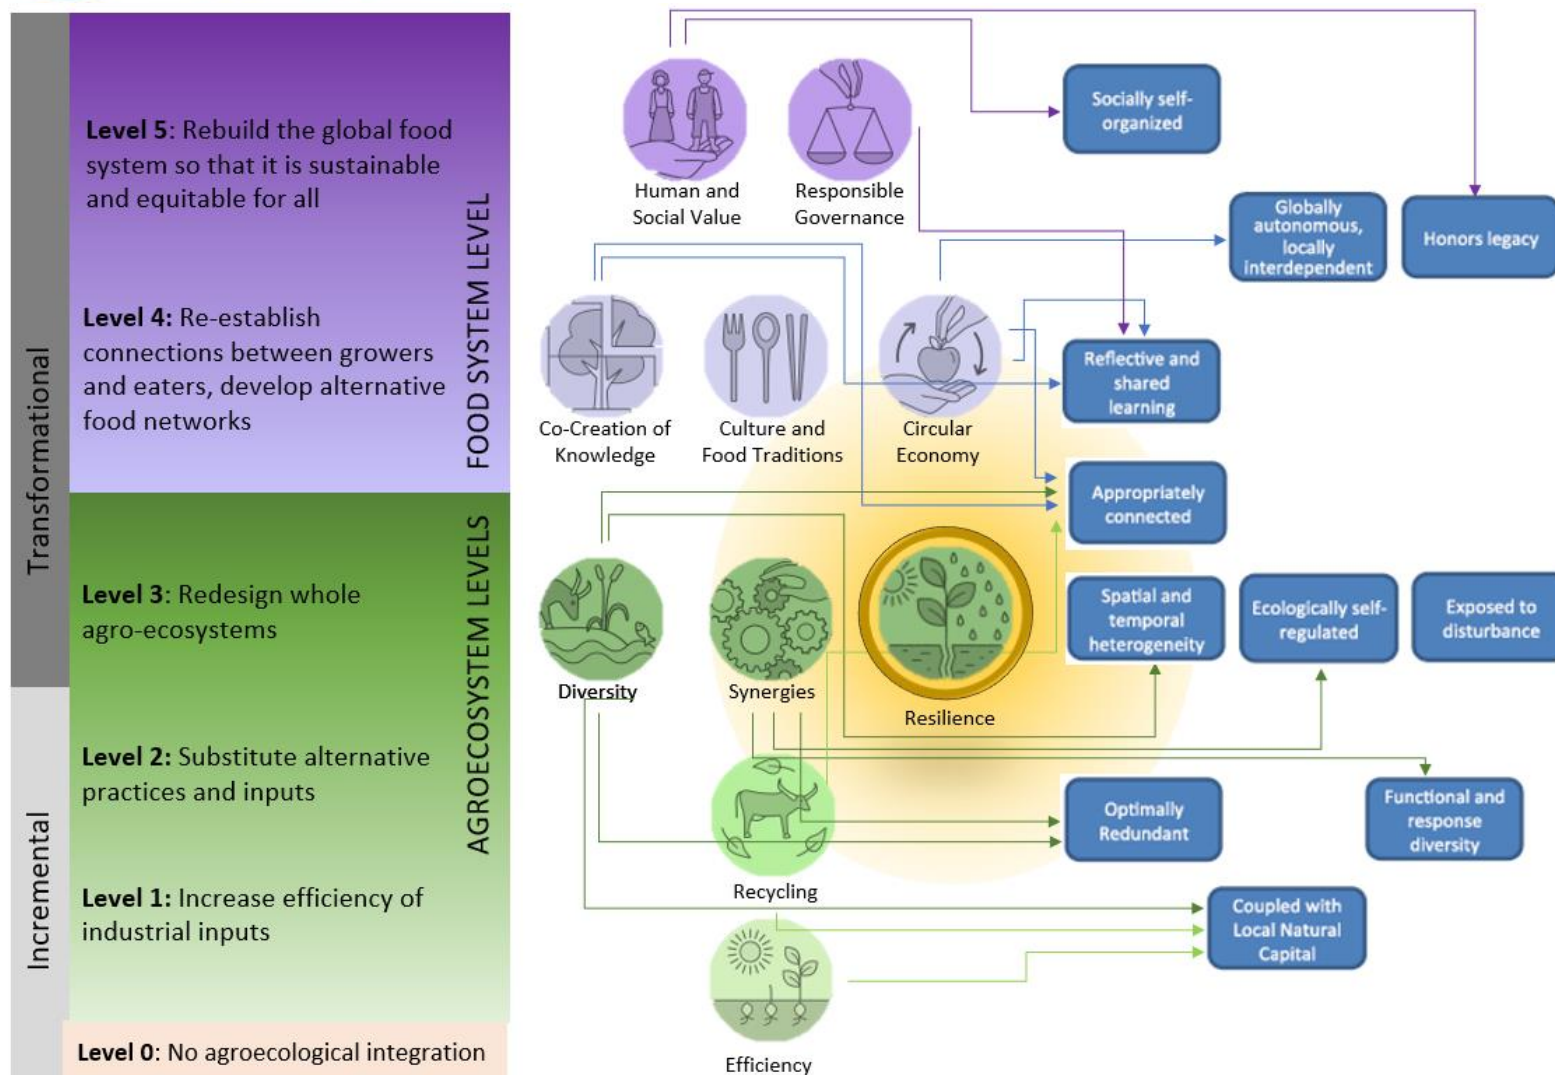 Transformational
Incremental
FOOD SYSTEM LEVEL
AGROECOSYSTEM LEVELS
Level 5: Rebuild the global food
system so that it is sustainable
and equitable for all
Level 4: Re-establish
connections between growers
and eaters, develop alternative
food networks
Level 3: Redesign whole
agro-ecosystems
Level 2: Substitute alternative
practices and inputs
Level 1: Increase efficiency of
industrial inputs
Level 0: No agroecological integration
Human and
Social Value
Responsible
Governance
Co-Creation of
Knowledge
Culture and
Food Traditions
Circular
Economy
Diversity
Synergies
Resilience
Recycling
Efficiency
Socially self-
organized
Globally
autonomous,
locally
interdependent
Honors legacy
Reflective and
shared
learning
Appropriately
connected
Spatial and
temporal
heterogeneity
Ecologically self-
regulated
Exposed to
disturbance
Optimally
Redundant
Functional and
response
diversity
Coupled with
Local Natural
Capital